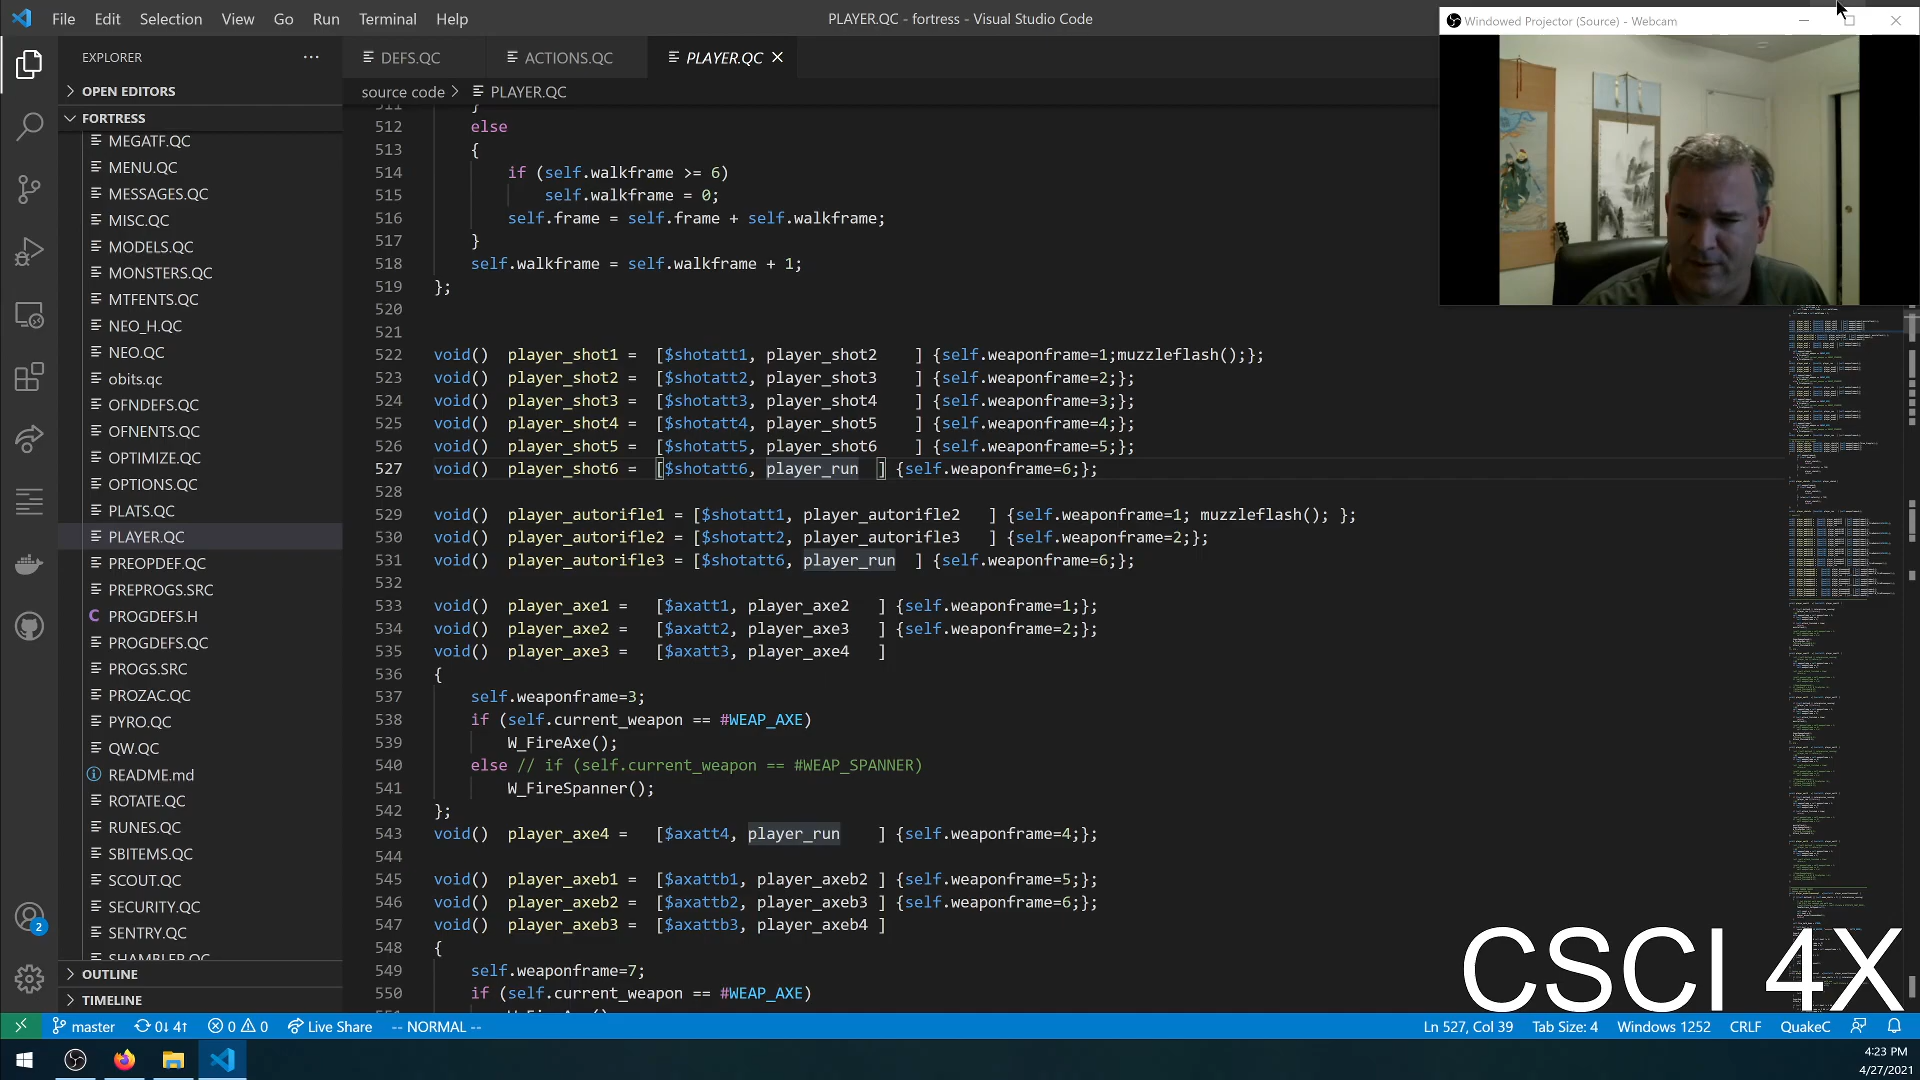 File Edit Selection View Go Run Terminal Help
PLAYER.QC - fortress - Visual Studio Code
Windowed Projector (Source) - Webcam
EXPLORER
DEFS.QC ACTIONS.QC PLAYER.QC
source code > PLAYER.QC
OPEN EDITORS
FORTRESS
MEGATF.QC
MENU.QC
MESSAGES.QC
MISC.QC
MODELS.QC
MONSTERS.QC
MTFENTS.QC
NEO_H.QC
NEO.QC
obits.qc
OFNDEFS.QC
OFNENTS.QC
OPTIMIZE.QC
OPTIONS.QC
PLATS.QC
PLAYER.QC
PREOPDEF.QC
PREPROGS.SRC
C PROGDEFS.H
PROGDEFS.QC
PROGS.SRC
PROZAC.QC
PYRO.QC
QW.QC
README.md
ROTATE.QC
RUNES.QC
SBITEMS.QC
SCOUT.QC
SECURITY.QC
SENTRY.QC
SHAMBLER.QC
OUTLINE
TIMELINE
511 }
512 else
513 {
514 if (self.walkframe >= 6)
515 self.walkframe = 0;
516 self.frame = self.frame + self.walkframe;
517 }
518 self.walkframe = self.walkframe + 1;
519 };
520
521
522 void() player_shot1 = [$shotatt1, player_shot2 ] {self.weaponframe=1;muzzleflash();};
523 void() player_shot2 = [$shotatt2, player_shot3 ] {self.weaponframe=2;};
524 void() player_shot3 = [$shotatt3, player_shot4 ] {self.weaponframe=3;};
525 void() player_shot4 = [$shotatt4, player_shot5 ] {self.weaponframe=4;};
526 void() player_shot5 = [$shotatt5, player_shot6 ] {self.weaponframe=5;};
527 void() player_shot6 = [$shotatt6, player_run ] {self.weaponframe=6;};
528
529 void() player_autorifle1 = [$shotatt1, player_autorifle2 ] {self.weaponframe=1; muzzleflash(); };
530 void() player_autorifle2 = [$shotatt2, player_autorifle3 ] {self.weaponframe=2;};
531 void() player_autorifle3 = [$shotatt6, player_run ] {self.weaponframe=6;};
532
533 void() player_axe1 = [$axatt1, player_axe2 ] {self.weaponframe=1;};
534 void() player_axe2 = [$axatt2, player_axe3 ] {self.weaponframe=2;};
535 void() player_axe3 = [$axatt3, player_axe4 ]
536 {
537 self.weaponframe=3;
538 if (self.current_weapon == #WEAP_AXE)
539 W_FireAxe();
540 else // if (self.current_weapon == #WEAP_SPANNER)
541 W_FireSpanner();
542 };
543 void() player_axe4 = [$axatt4, player_run ] {self.weaponframe=4;};
544
545 void() player_axeb1 = [$axattb1, player_axeb2 ] {self.weaponframe=5;};
546 void() player_axeb2 = [$axattb2, player_axeb3 ] {self.weaponframe=6;};
547 void() player_axeb3 = [$axattb3, player_axeb4 ]
548 {
549 self.weaponframe=7;
550 if (self.current_weapon == #WEAP_AXE)
CSCI 4X
2
master 0↓ 4↑ 0 0 Live Share -- NORMAL --
Ln 527, Col 39 Tab Size: 4 Windows 1252 CRLF QuakeC
4:23 PM
4/27/2021